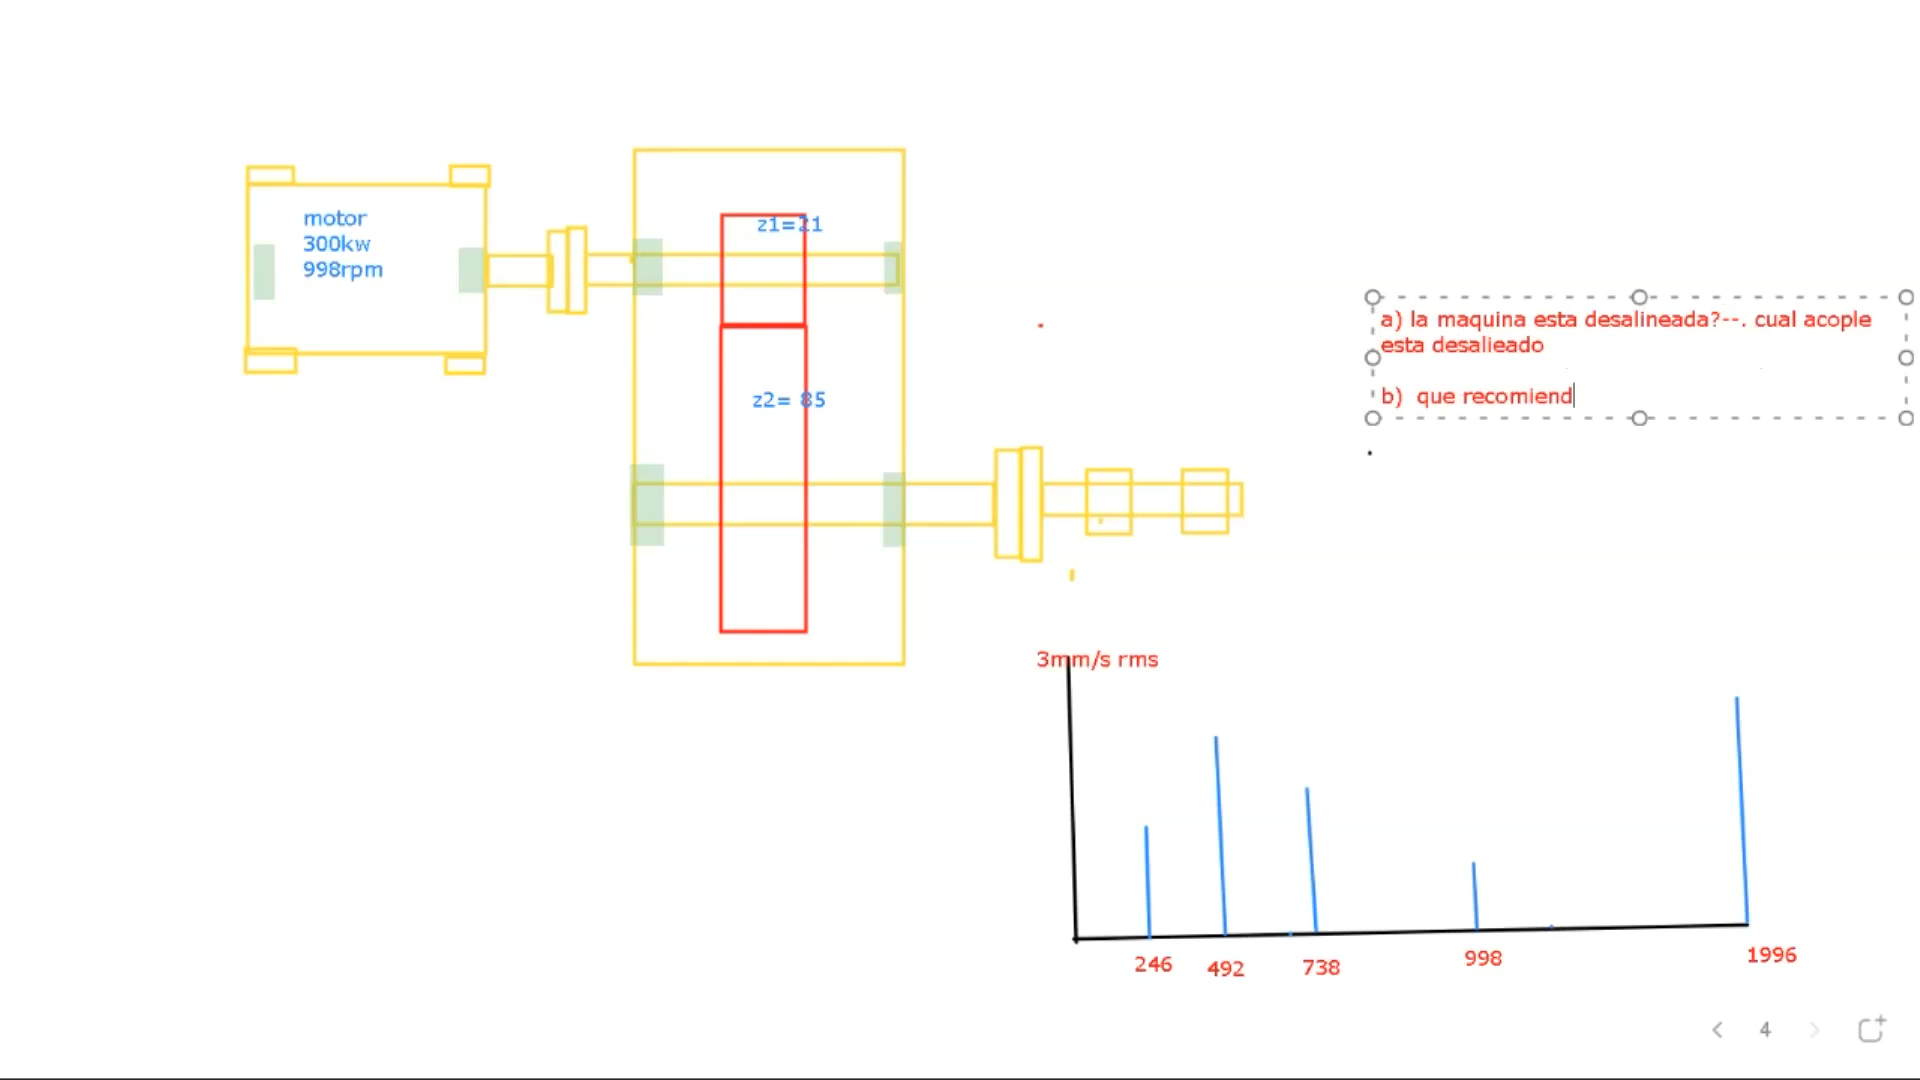 motor
300kw
998rpm
z1=21
z2= 85
a) la maquina esta desalineada?--. cual acople
esta desalieado
b) que recomiend
3mm/s rms
246
492
738
998
1996
4